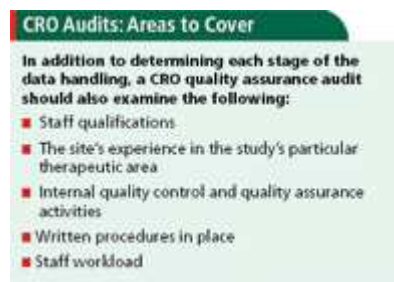 CRO Audits: Areas to Cover
In addition to determining each stage of the
data handling, a CRO quality assurance audit
should also examine the following:
■ Staff qualifications
■ The site's experience in the study's particular
therapeutic area
■ Internal quality control and quality assurance
activities
■ Written procedures in place
■ Staff workload